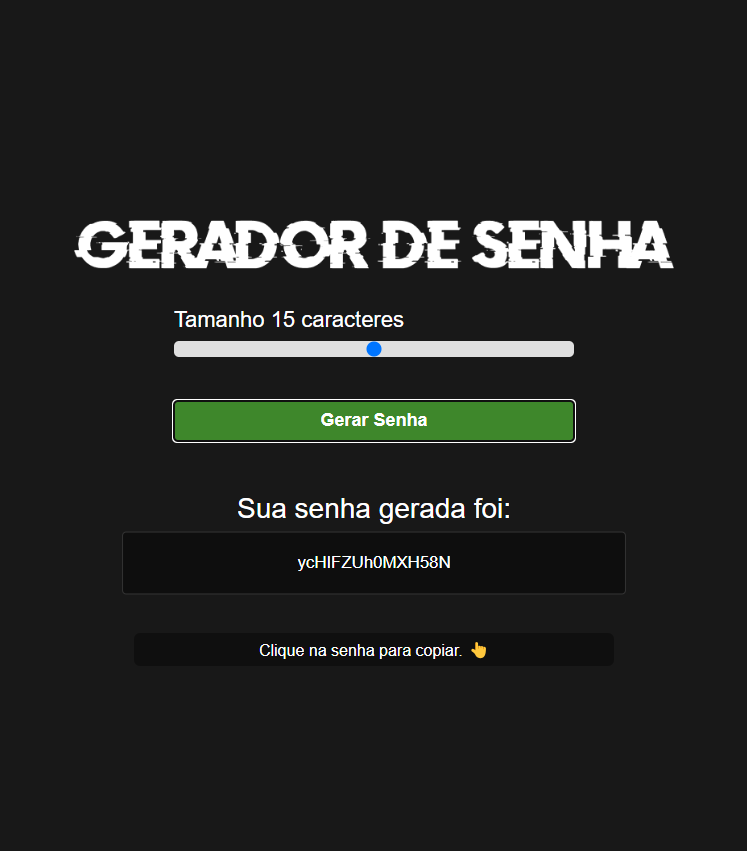 GERADOR DE SENHA
Tamanho 15 caracteres
Gerar Senha
Sua senha gerada foi:
ycHIFZUh0MXH58N
Clique na senha para copiar. 👆